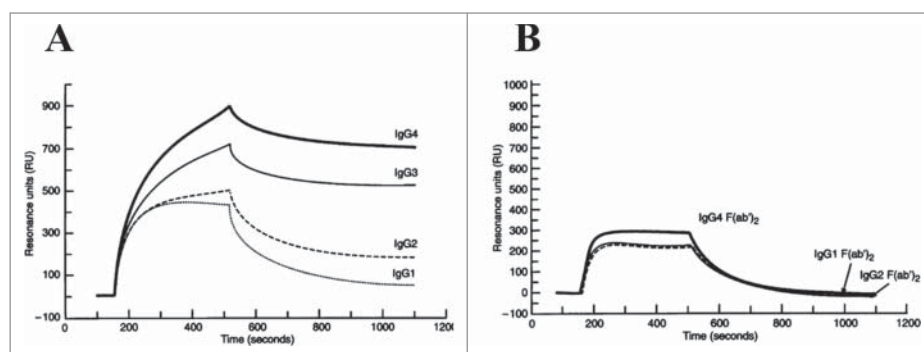 A
900
700
500
300
100
−100
Resonance units (RU)
0
200
400
600
800
1000
1200
Time (seconds)
IgG4
IgG3
IgG2
IgG1
B
1000
900
800
700
600
500
400
300
200
100
0
−100
Resonance units (RU)
0
200
400
600
800
1000
1200
Time (seconds)
IgG4 F(ab')2
IgG1 F(ab')2
IgG2 F(ab')2